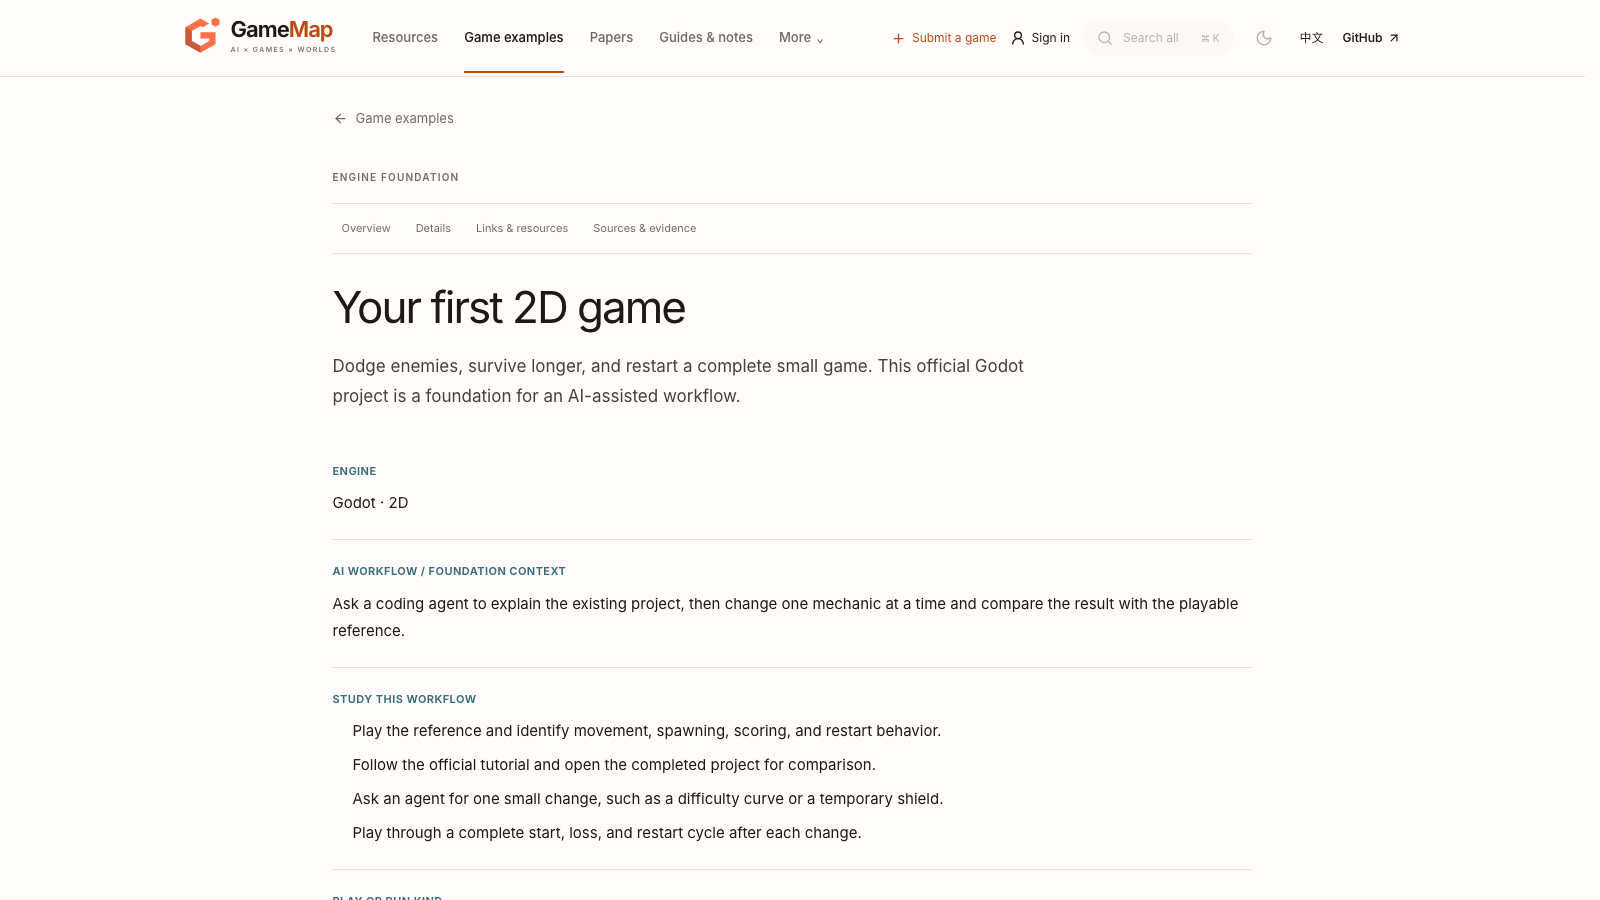 GameMap
AI × GAMES × WORLDS
Resources
Game examples
Papers
Guides & notes
More
Submit a game
Sign in
Search all
⌘ K
中文
GitHub
Game examples
ENGINE FOUNDATION
Overview
Details
Links & resources
Sources & evidence
Your first 2D game
Dodge enemies, survive longer, and restart a complete small game. This official Godot
project is a foundation for an AI-assisted workflow.
ENGINE
Godot · 2D
AI WORKFLOW / FOUNDATION CONTEXT
Ask a coding agent to explain the existing project, then change one mechanic at a time and compare the result with the playable
reference.
STUDY THIS WORKFLOW
Play the reference and identify movement, spawning, scoring, and restart behavior.
Follow the official tutorial and open the completed project for comparison.
Ask an agent for one small change, such as a difficulty curve or a temporary shield.
Play through a complete start, loss, and restart cycle after each change.
PLAY OR RUN KIND